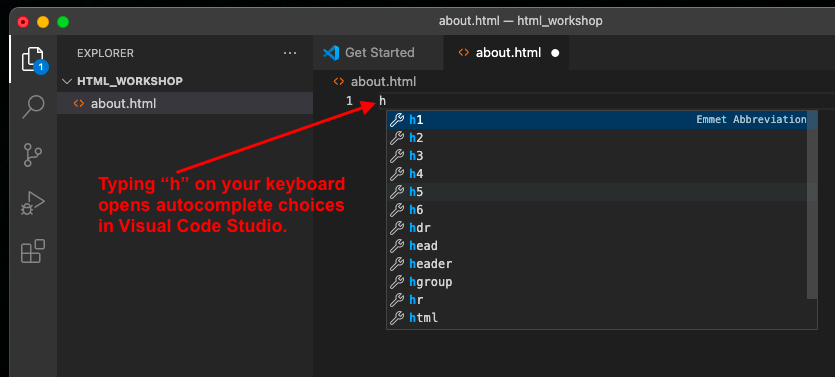 about.html — html_workshop
EXPLORER ···
Get Started
<> about.html ●
1
HTML_WORKSHOP
<> about.html
<> about.html
1 h
h1 Emmet Abbreviation
h2
h3
h4
h5
h6
hdr
head
header
hgroup
hr
html
Typing “h” on your keyboard
opens autocomplete choices
in Visual Code Studio.